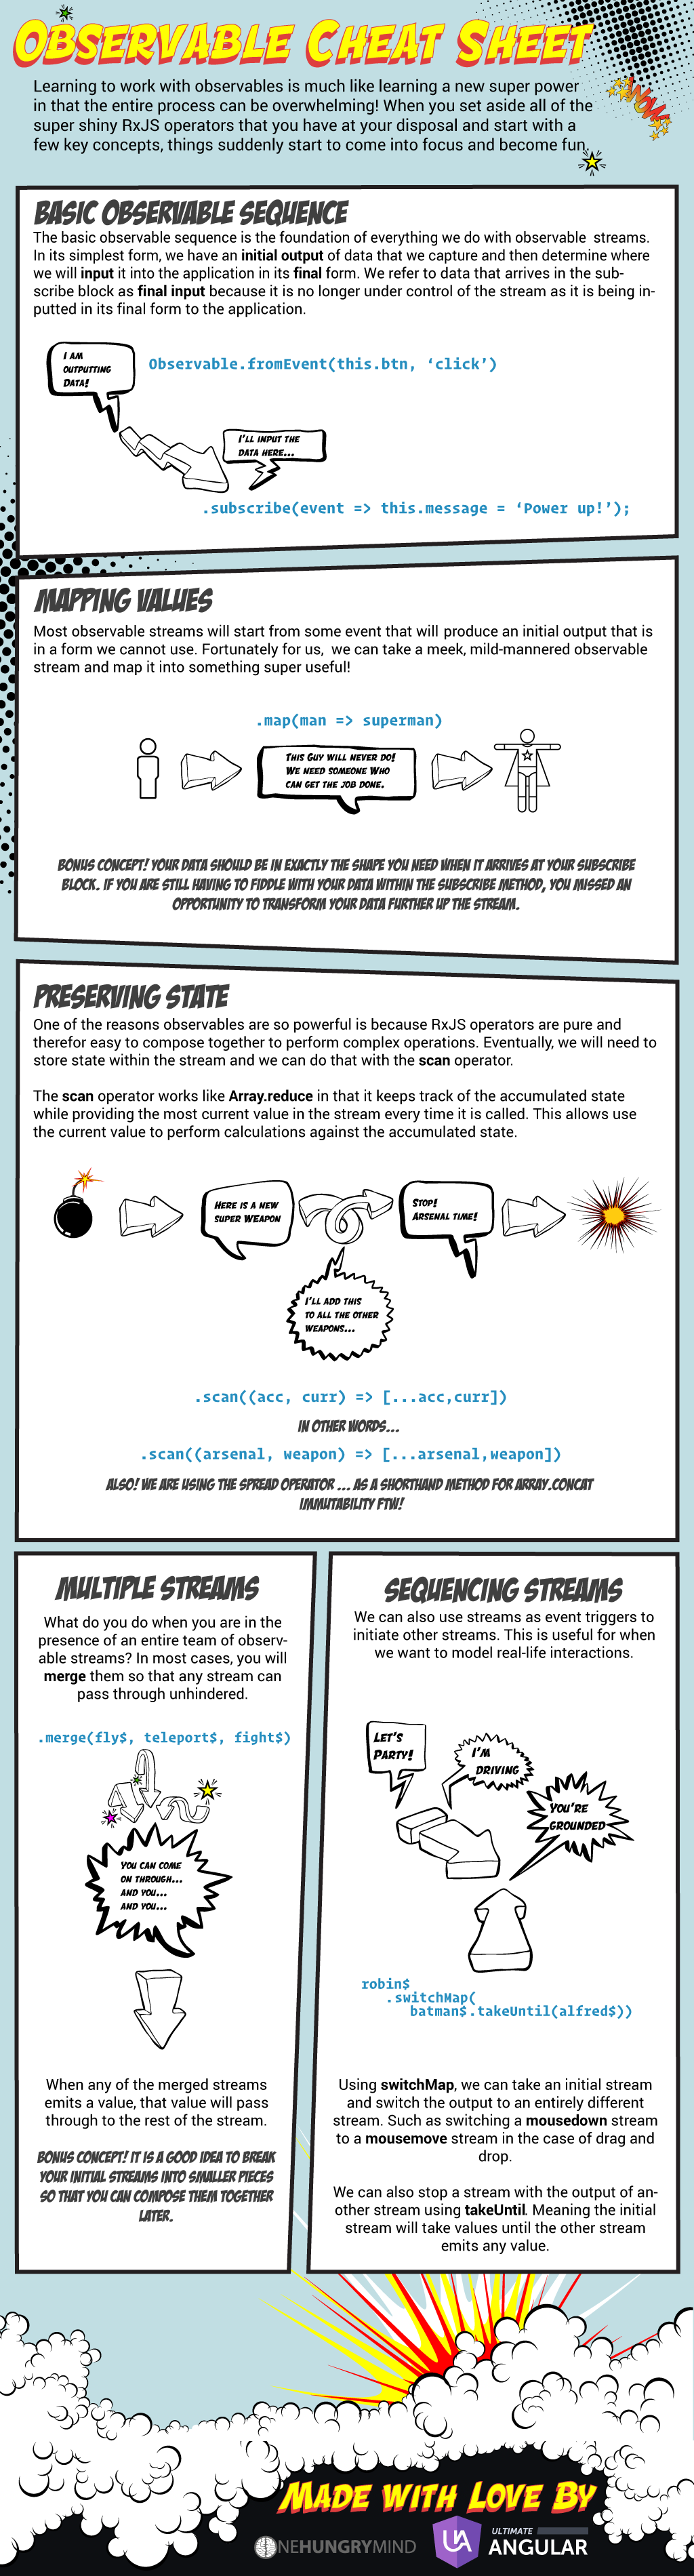 OBSERVABLE CHEAT SHEET
Learning to work with observables is much like learning a new super power
in that the entire process can be overwhelming! When you set aside all of the
super shiny RxJS operators that you have at your disposal and start with a
few key concepts, things suddenly start to come into focus and become fun.
WOW
BASIC OBSERVABLE SEQUENCE
The basic observable sequence is the foundation of everything we do with observable streams.
In its simplest form, we have an initial output of data that we capture and then determine where
we will input it into the application in its final form. We refer to data that arrives in the sub-
scribe block as final input because it is no longer under control of the stream as it is being in-
putted in its final form to the application.
I AM
OUTPUTTING
DATA!
Observable.fromEvent(this.btn, ‘click’)
I'LL INPUT THE
DATA HERE...
.subscribe(event => this.message = ‘Power up!’);
MAPPING VALUES
Most observable streams will start from some event that will produce an initial output that is
in a form we cannot use. Fortunately for us, we can take a meek, mild-mannered observable
stream and map it into something super useful!
.map(man => superman)
THIS GUY WILL NEVER DO!
WE NEED SOMEONE WHO
CAN GET THE JOB DONE.
BONUS CONCEPT! YOUR DATA SHOULD BE IN EXACTLY THE SHAPE YOU NEED WHEN IT ARRIVES AT YOUR SUBSCRIBE
BLOCK. IF YOU ARE STILL HAVING TO FIDDLE WITH YOUR DATA WITHIN THE SUBSCRIBE METHOD, YOU MISSED AN
OPPORTUNITY TO TRANSFORM YOUR DATA FURTHER UP THE STREAM.
PRESERVING STATE
One of the reasons observables are so powerful is because RxJS operators are pure and
therefor easy to compose together to perform complex operations. Eventually, we will need to
store state within the stream and we can do that with the scan operator.
The scan operator works like Array.reduce in that it keeps track of the accumulated state
while providing the most current value in the stream every time it is called. This allows use
the current value to perform calculations against the accumulated state.
HERE IS A NEW
SUPER WEAPON
STOP!
ARSENAL TIME!
I'LL ADD THIS
TO ALL THE OTHER
WEAPONS...
.scan((acc, curr) => [...acc,curr])
IN OTHER WORDS...
.scan((arsenal, weapon) => [...arsenal,weapon])
ALSO! WE ARE USING THE SPREAD OPERATOR ... AS A SHORTHAND METHOD FOR ARRAY.CONCAT
IMMUTABILITY FTW!
MULTIPLE STREAMS
What do you do when you are in the
presence of an entire team of observ-
able streams? In most cases, you will
merge them so that any stream can
pass through unhindered.
.merge(fly$, teleport$, fight$)
YOU CAN COME
ON THROUGH...
AND YOU...
AND YOU...
When any of the merged streams
emits a value, that value will pass
through to the rest of the stream.
BONUS CONCEPT! IT IS A GOOD IDEA TO BREAK
YOUR INITIAL STREAMS INTO SMALLER PIECES
SO THAT YOU CAN COMPOSE THEM TOGETHER
LATER.
SEQUENCING STREAMS
We can also use streams as event triggers to
initiate other streams. This is useful for when
we want to model real-life interactions.
LET'S
PARTY!
I'M
DRIVING
YOU'RE
GROUNDED
robin$
.switchMap(
batman$.takeUntil(alfred$))
Using switchMap, we can take an initial stream
and switch the output to an entirely different
stream. Such as switching a mousedown stream
to a mousemove stream in the case of drag and
drop.
We can also stop a stream with the output of an-
other stream using takeUntil. Meaning the initial
stream will take values until the other stream
emits any value.
MADE WITH LOVE BY
ONEHUNGRYMIND
UA
ULTIMATE
ANGULAR